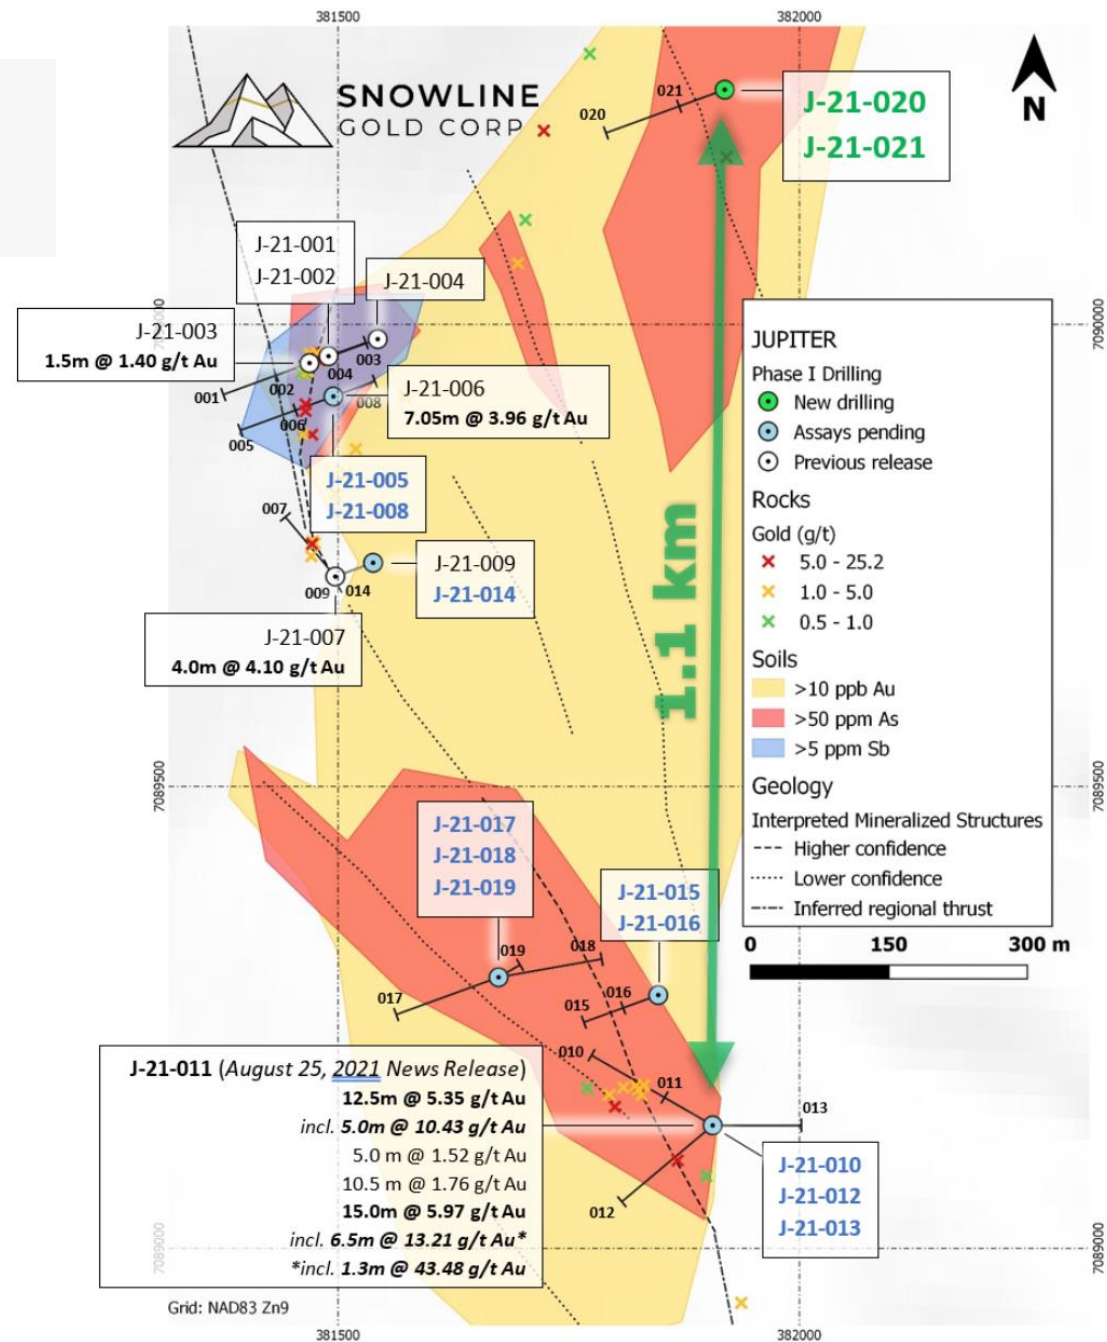 381500
382000
SNOWLINE
GOLD CORP
N
021
020
J-21-020
J-21-021
J-21-001
J-21-002
J-21-004
7090000
7090000
J-21-003
1.5m @ 1.40 g/t Au
003
004
002
001
008
006
005
J-21-006
7.05m @ 3.96 g/t Au
J-21-005
J-21-008
007
009
014
J-21-009
J-21-014
J-21-007
4.0m @ 4.10 g/t Au
1.1 km
JUPITER
Phase I Drilling
New drilling
Assays pending
Previous release
Rocks
Gold (g/t)
5.0 - 25.2
1.0 - 5.0
0.5 - 1.0
Soils
>10 ppb Au
>50 ppm As
>5 ppm Sb
Geology
Interpreted Mineralized Structures
Higher confidence
Lower confidence
Inferred regional thrust
0 150 300 m
7089500
7089500
J-21-017
J-21-018
J-21-019
J-21-015
J-21-016
019
018
017
016
015
010
011
013
012
J-21-011 (August 25, 2021 News Release)
12.5m @ 5.35 g/t Au
incl. 5.0m @ 10.43 g/t Au
5.0 m @ 1.52 g/t Au
10.5 m @ 1.76 g/t Au
15.0m @ 5.97 g/t Au
incl. 6.5m @ 13.21 g/t Au*
*incl. 1.3m @ 43.48 g/t Au
J-21-010
J-21-012
J-21-013
7089000
7089000
Grid: NAD83 Zn9
381500
382000